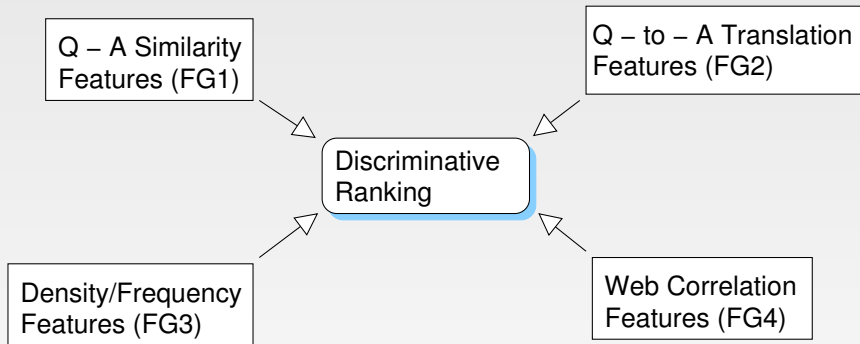 Q – A Similarity
Features (FG1)
Q – to – A Translation
Features (FG2)
Discriminative
Ranking
Density/Frequency
Features (FG3)
Web Correlation
Features (FG4)